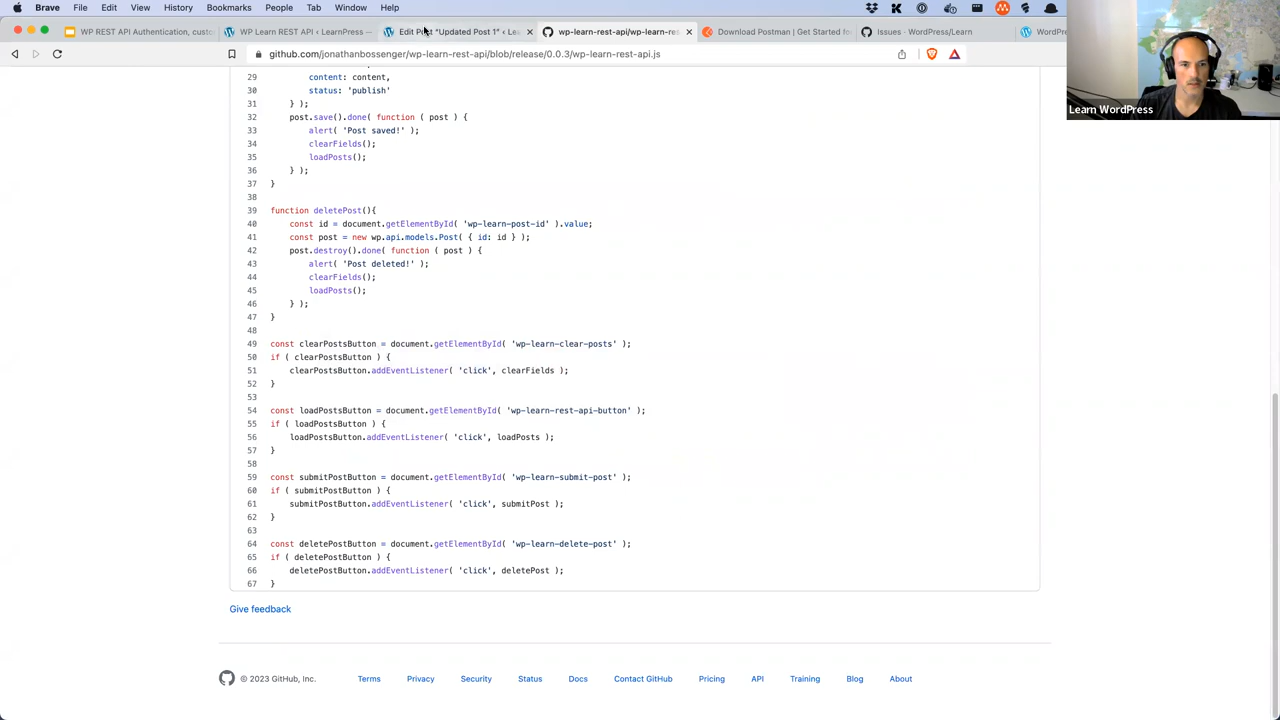 Brave File Edit View History Bookmarks People Tab Window Help
WP REST API Authentication, cus
WP Learn REST API ‹ LearnPress —
Edit Post "Updated Post 1" ‹ Le
wp-learn-rest-api/wp-learn-rest-
Download Postman | Get Started fo
Issues · WordPress/Learn
WordPre
github.com/jonathanbossenger/wp-learn-rest-api/blob/release/0.0.3/wp-learn-rest-api.js
Learn WordPress
29 content: content,
30 status: 'publish'
31 } );
32 post.save().done( function ( post ) {
33 alert( 'Post saved!' );
34 clearFields();
35 loadPosts();
36 } );
37 }
38
39 function deletePost(){
40 const id = document.getElementById( 'wp-learn-post-id' ).value;
41 const post = new wp.api.models.Post( { id: id } );
42 post.destroy().done( function ( post ) {
43 alert( 'Post deleted!' );
44 clearFields();
45 loadPosts();
46 } );
47 }
48
49 const clearPostsButton = document.getElementById( 'wp-learn-clear-posts' );
50 if ( clearPostsButton ) {
51 clearPostsButton.addEventListener( 'click', clearFields );
52 }
53
54 const loadPostsButton = document.getElementById( 'wp-learn-rest-api-button' );
55 if ( loadPostsButton ) {
56 loadPostsButton.addEventListener( 'click', loadPosts );
57 }
58
59 const submitPostButton = document.getElementById( 'wp-learn-submit-post' );
60 if ( submitPostButton ) {
61 submitPostButton.addEventListener( 'click', submitPost );
62 }
63
64 const deletePostButton = document.getElementById( 'wp-learn-delete-post' );
65 if ( deletePostButton ) {
66 deletePostButton.addEventListener( 'click', deletePost );
67 }
Give feedback
© 2023 GitHub, Inc. Terms Privacy Security Status Docs Contact GitHub Pricing API Training Blog About